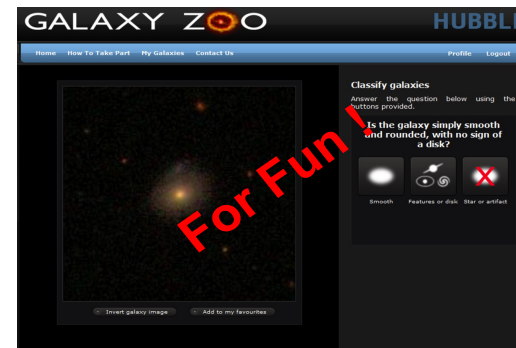 GALAXY ZOO
HUBBL
Home How To Take Part My Galaxies Contact Us
Profile Logout
Classify galaxies
Answer the question below using the
buttons provided.
Is the galaxy simply smooth
and rounded, with no sign of
a disk?
Smooth Features or disk Star or artifact
For Fun !
Invert galaxy image Add to my favourites